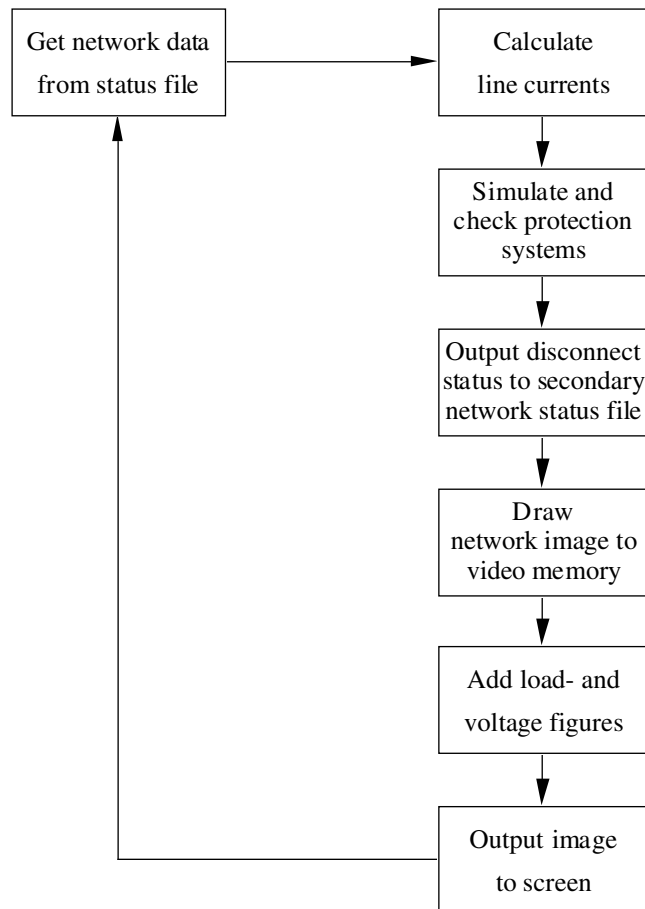 Get network data
from status file
Calculate
line currents
Simulate and
check protection
systems
Output disconnect
status to secondary
network status file
Draw
network image to
video memory
Add load- and
voltage figures
Output image
to screen